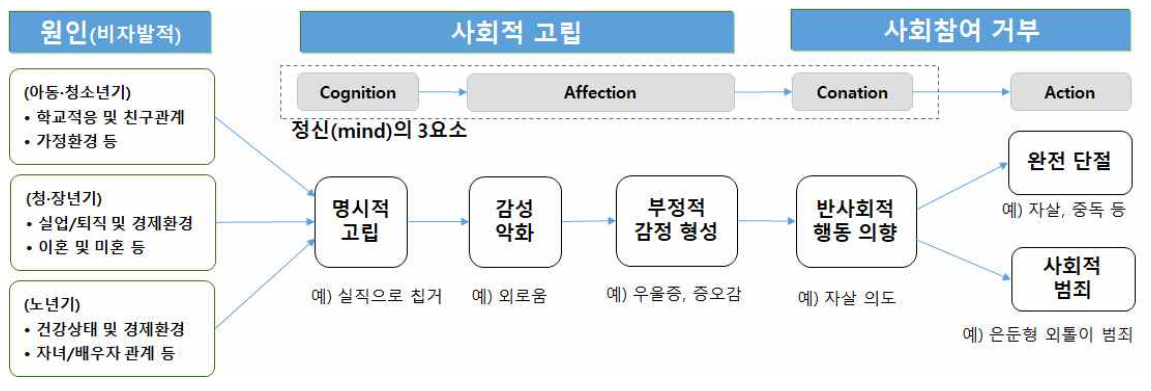 원인(비자발적)
사회적 고립
사회참여 거부
Cognition
Affection
Conation
Action
정신(mind)의 3요소
(아동·청소년기)
• 학교적응 및 친구관계
• 가정환경 등
(청·장년기)
• 실업/퇴직 및 경제환경
• 이혼 및 미혼 등
(노년기)
• 건강상태 및 경제환경
• 자녀/배우자 관계 등
명시적
고립
예) 실직으로 칩거
감성
악화
예) 외로움
부정적
감정 형성
예) 우울증, 증오감
반사회적
행동 의향
예) 자살 의도
완전 단절
예) 자살, 중독 등
사회적
범죄
예) 은둔형 외톨이 범죄